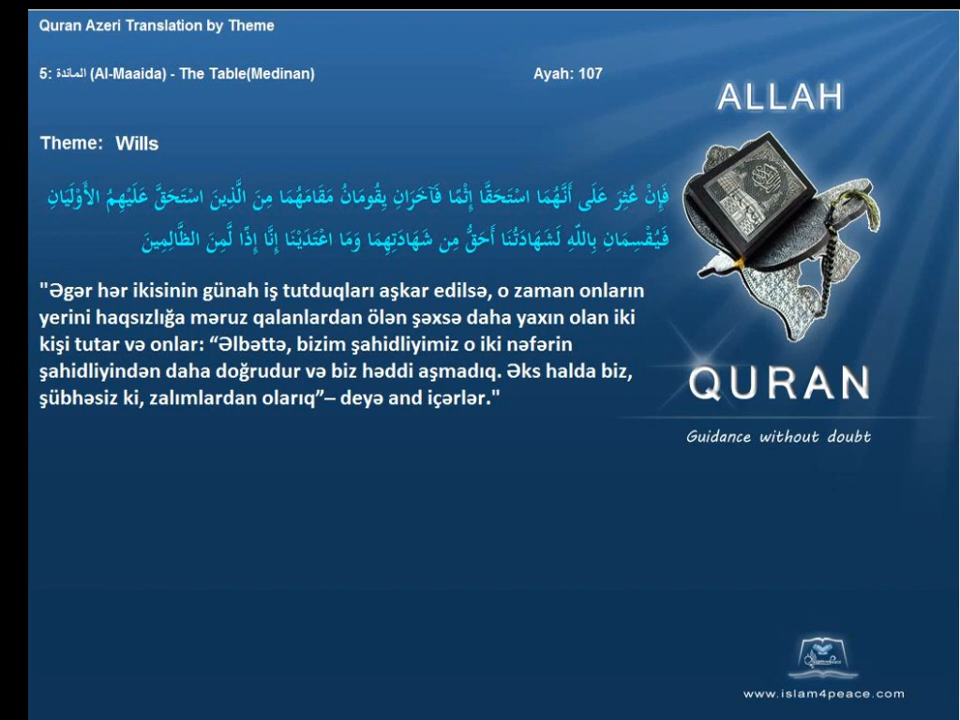 Quran Azeri Translation by Theme
5: المائدة (Al-Maaida) - The Table(Medinan)
Ayah: 107
ALLAH
Theme: Wills
فَإِنْ عُثِرَ عَلَى أَنَّهُمَا اسْتَحَقَّا إِثْمًا فَآخَرَانِ يِقُومَانُ مَقَامَهُمَا مِنَ الَّذِينَ اسْتَحَقَّ عَلَيْهِمُ الأَوْلَيَانِ
فَيُقْسِمَانِ بِاللّهِ لَشَهَادَتُنَا أَحَقُّ مِن شَهَادَتِهِمَا وَمَا اعْتَدَيْنَا إِنَّا إِذًا لَّمِنَ الظَّالِمِينَ
"Əgər hər ikisinin günah iş tutduqları aşkar edilsə, o zaman onların
yerini haqsızlığa məruz qalanlardan ölən şəxsə daha yaxın olan iki
kişi tutar və onlar: “Əlbəttə, bizim şahidliyimiz o iki nəfərin
şahidliyindən daha doğrudur və biz həddi aşmadıq. Əks halda biz,
şübhəsiz ki, zalımlardan olarıq”– deyə and içərlər."
QURAN
Guidance without doubt
www.islam4peace.com